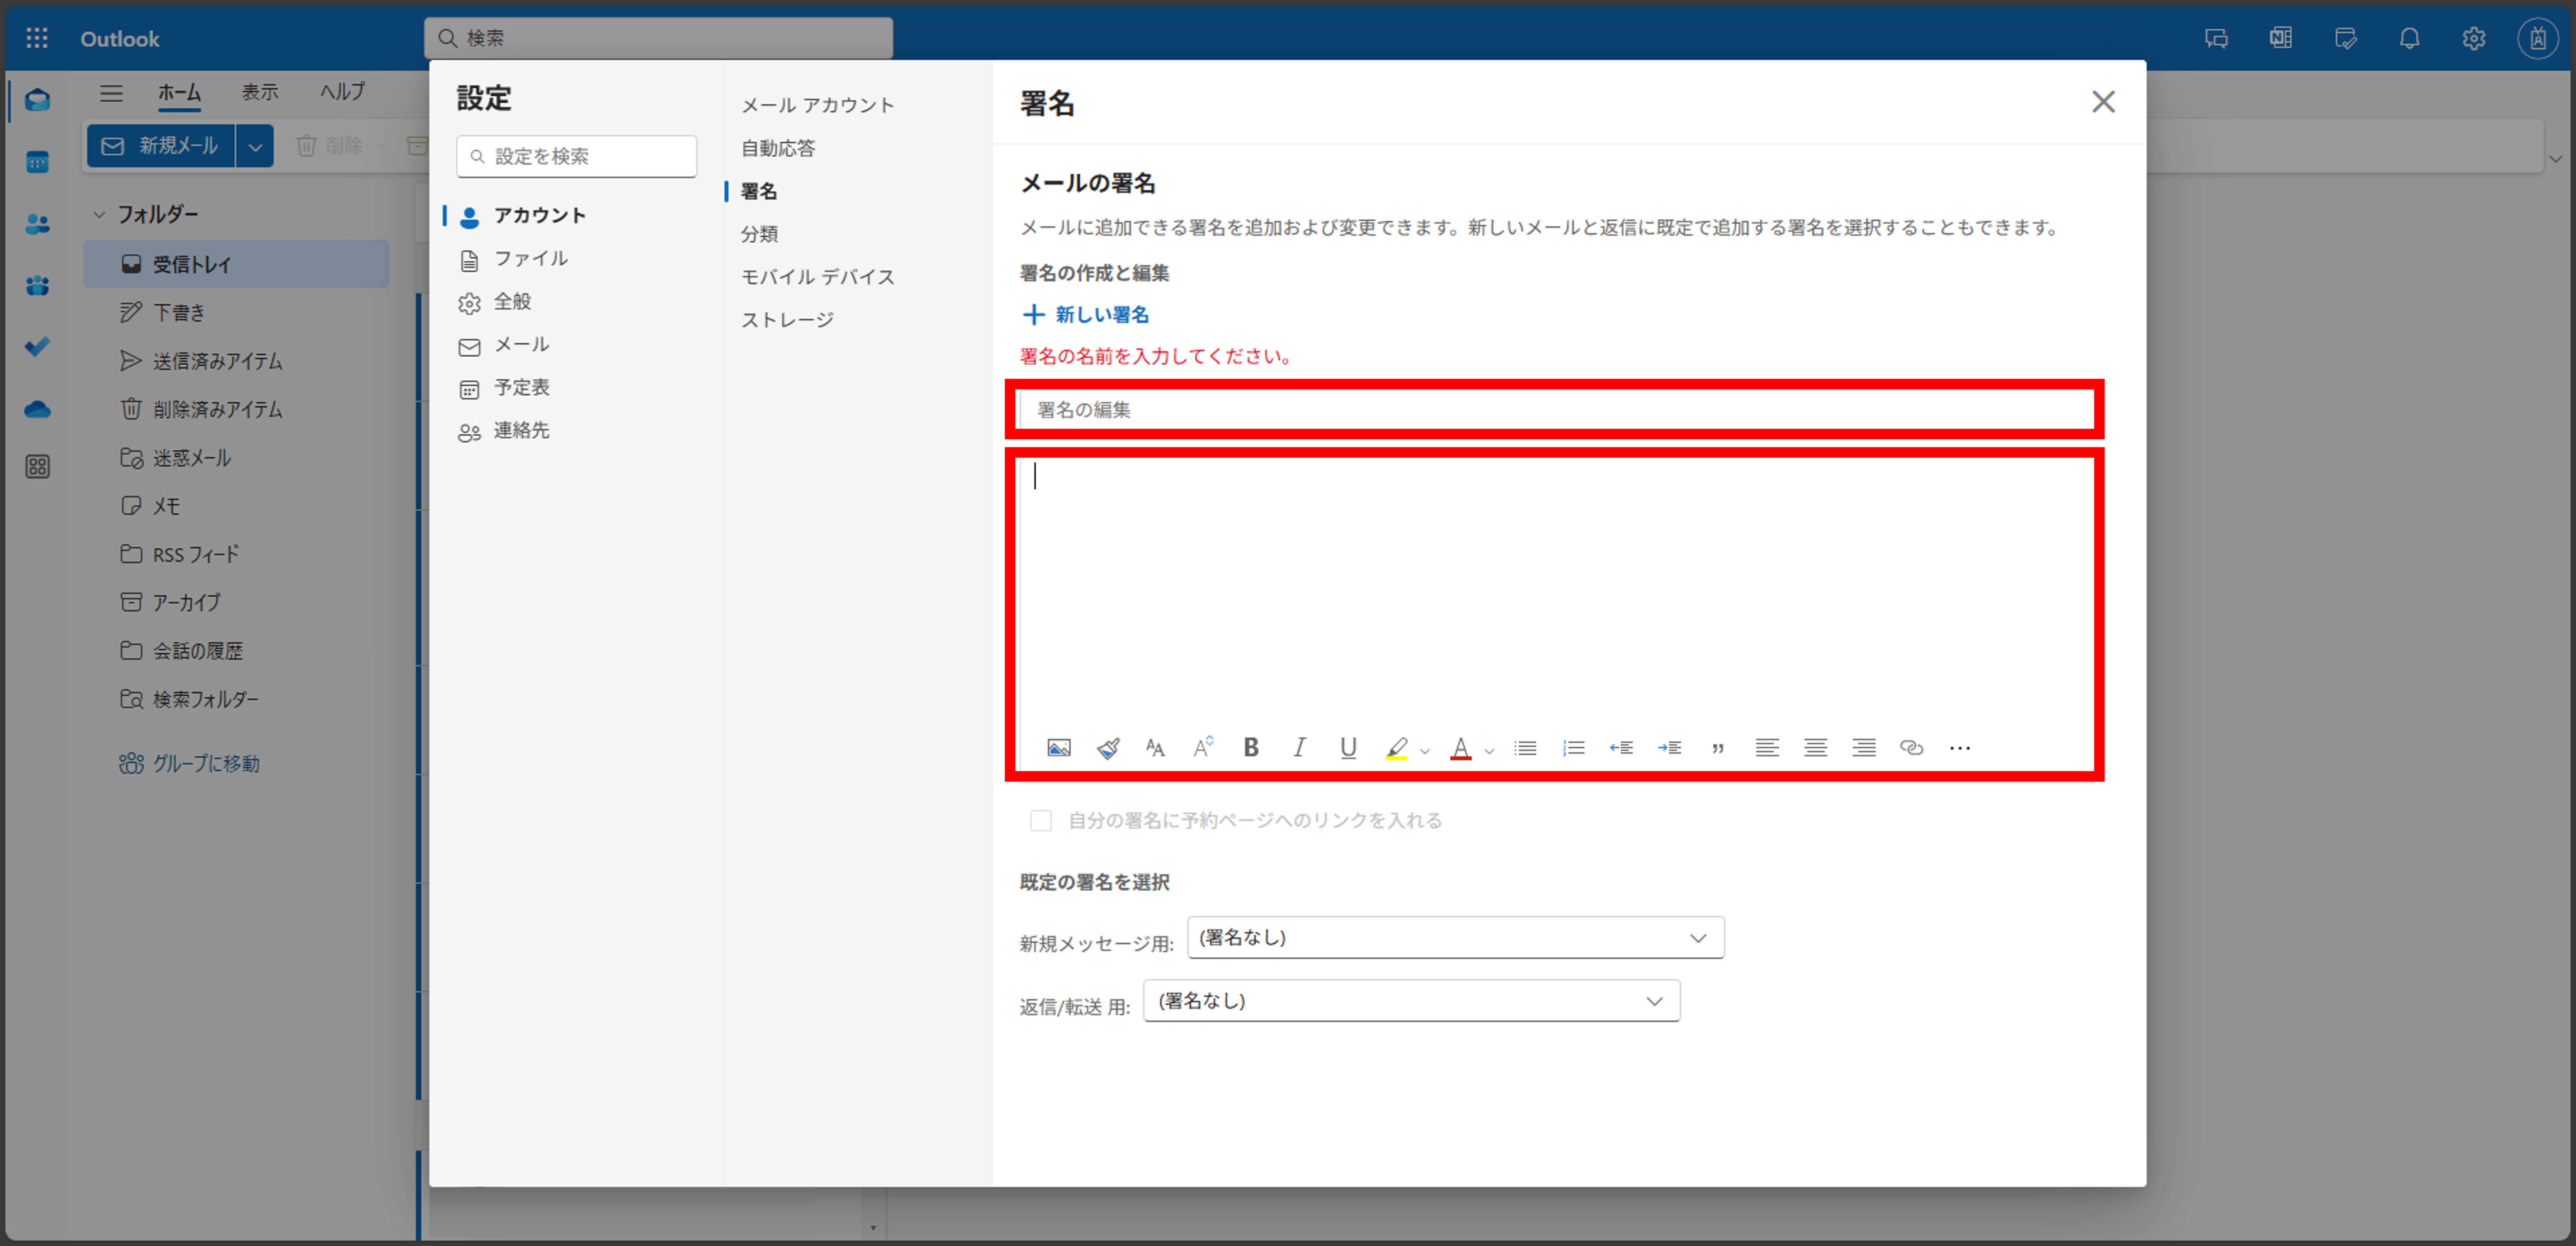 Outlook
検索
ホーム 表示 ヘルプ
新規メール
削除
フォルダー
受信トレイ
下書き
送信済みアイテム
削除済みアイテム
迷惑メール
メモ
RSS フィード
アーカイブ
会話の履歴
検索フォルダー
グループに移動
設定
設定を検索
アカウント
ファイル
全般
メール
予定表
連絡先
メール アカウント
自動応答
署名
分類
モバイル デバイス
ストレージ
署名
メールの署名
メールに追加できる署名を追加および変更できます。新しいメールと返信に既定で追加する署名を選択することもできます。
署名の作成と編集
新しい署名
署名の名前を入力してください。
署名の編集
自分の署名に予約ページへのリンクを入れる
既定の署名を選択
新規メッセージ用: (署名なし)
返信/転送 用: (署名なし)